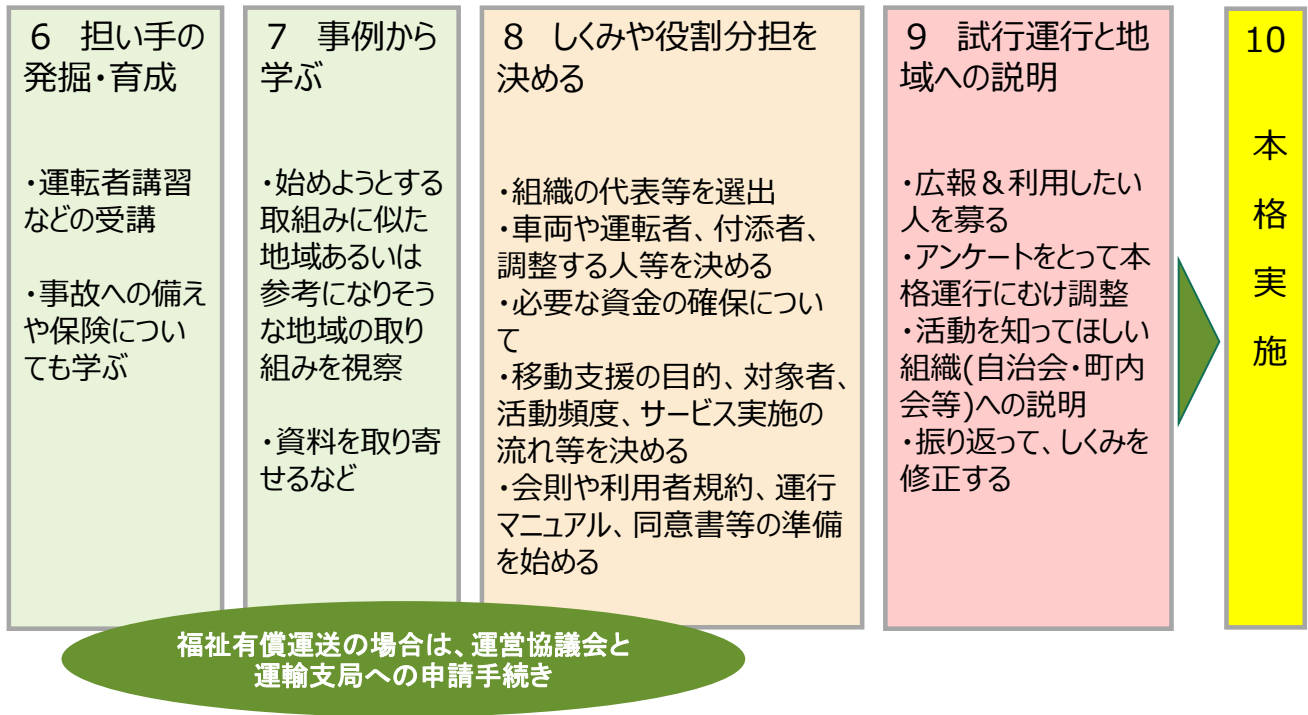 6　担い手の
発掘・育成
・運転者講習
などの受講
・事故への備え
や保険につい
ても学ぶ
7　事例から
学ぶ
・始めようとする
取組みに似た
地域あるいは
参考になりそう
な地域の取り
組みを視察
・資料を取り寄
せるなど
8　しくみや役割分担を
決める
・組織の代表等を選出
・車両や運転者、付添者、
調整する人等を決める
・必要な資金の確保につい
て
・移動支援の目的、対象者、
活動頻度、サービス実施の
流れ等を決める
・会則や利用者規約、運行
マニュアル、同意書等の準備
を始める
9　試行運行と地
域への説明
・広報＆利用したい
人を募る
・アンケートをとって本
格運行にむけ調整
・活動を知ってほしい
組織(自治会・町内
会等)への説明
・振り返って、しくみを
修正する
10
本
格
実
施
福祉有償運送の場合は、運営協議会と
運輸支局への申請手続き